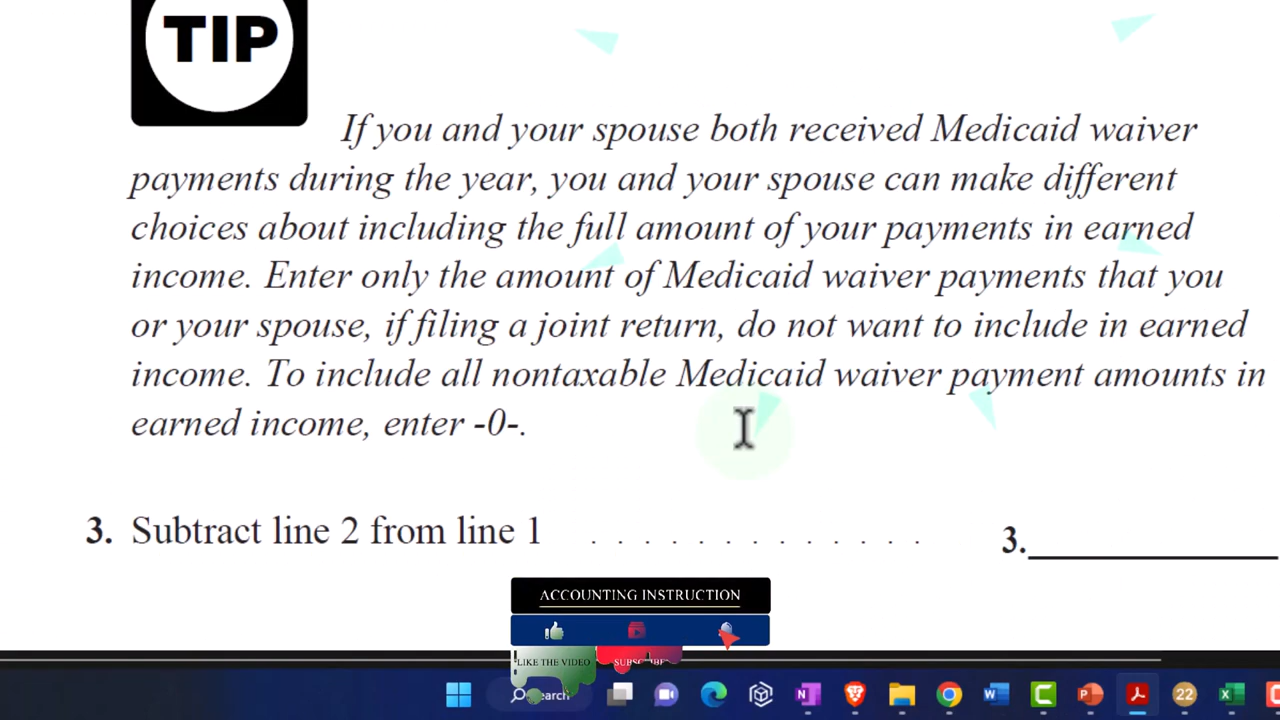 TIP
If you and your spouse both received Medicaid waiver
payments during the year, you and your spouse can make different
choices about including the full amount of your payments in earned
income. Enter only the amount of Medicaid waiver payments that you
or your spouse, if filing a joint return, do not want to include in earned
income. To include all nontaxable Medicaid waiver payment amounts in
earned income, enter -0-.
3. Subtract line 2 from line 1 . . . . . . . . . . . . . 3.
ACCOUNTING INSTRUCTION
LIKE THE VIDEO
22